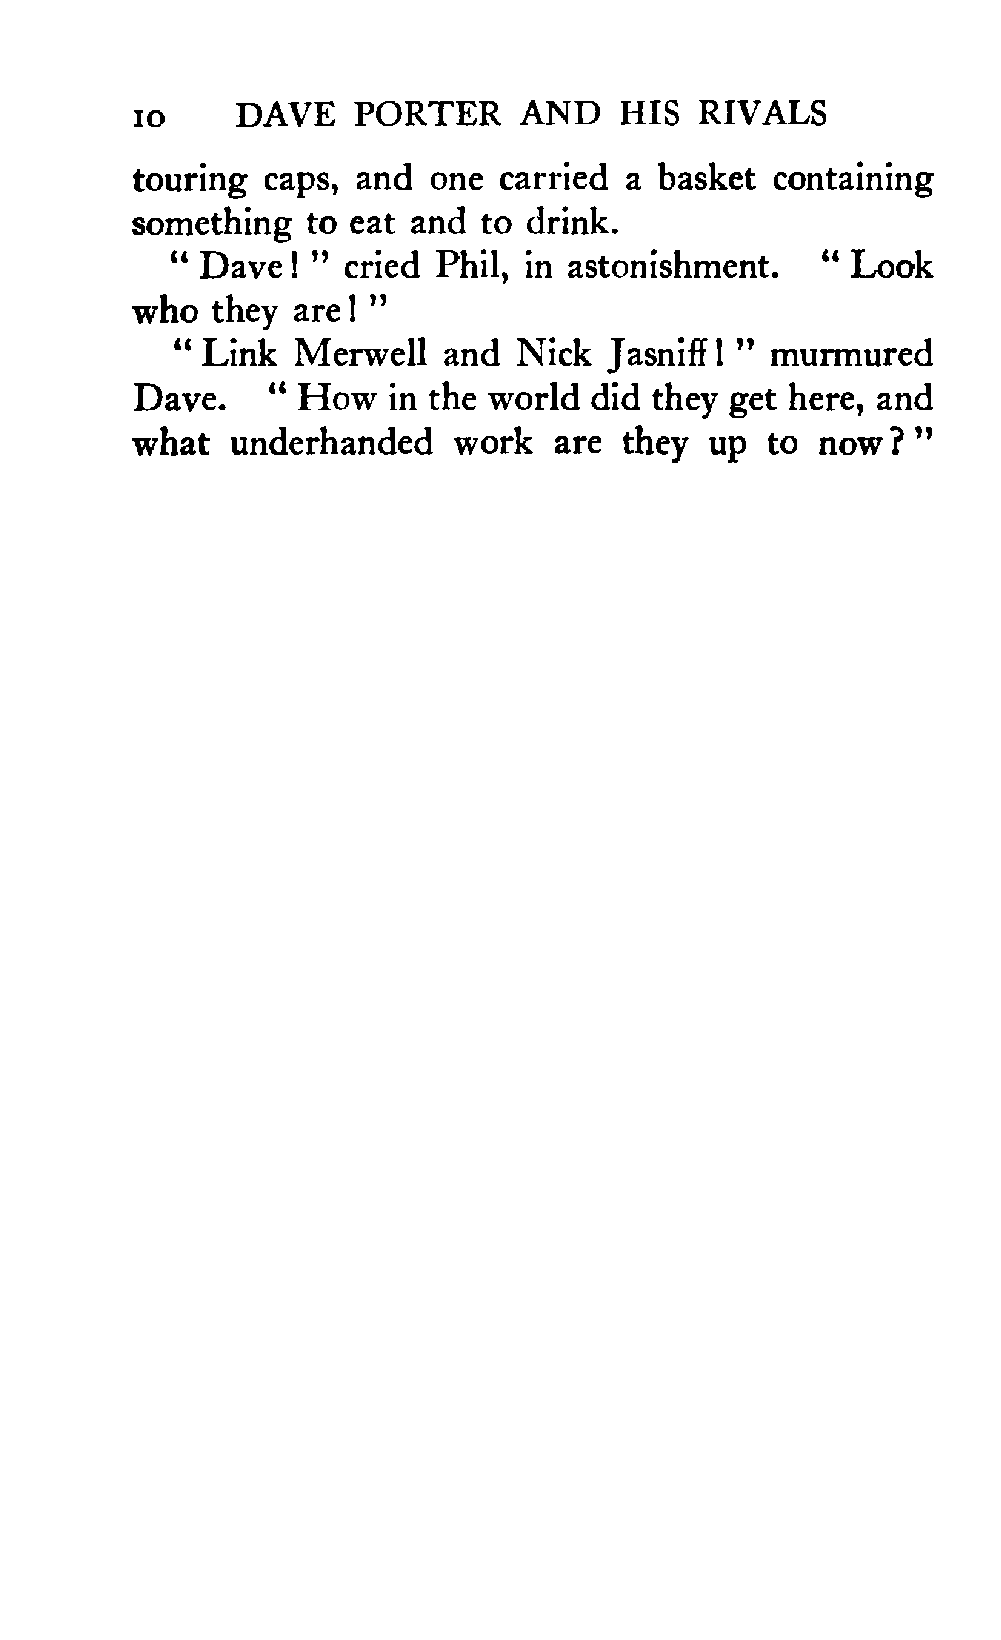 10 DAVE PORTER AND HIS RIVALS
touring caps, and one carried a basket containing
something to eat and to drink.
“ Dave! ” cried Phil, in astonishment. “ Look
who they are! ”
“ Link Merwell and Nick Jasniff! ” murmured
Dave. “ How in the world did they get here, and
what underhanded work are they up to now? ”